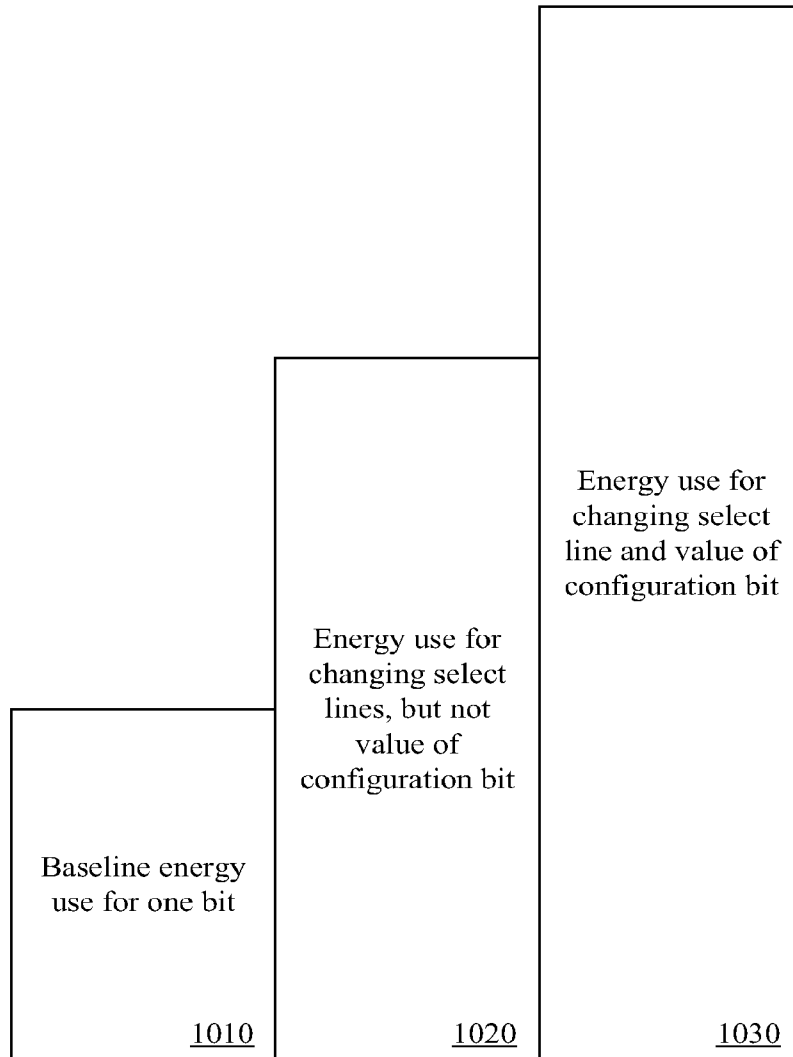 Energy use for
changing select
line and value of
configuration bit
Energy use for
changing select
lines, but not
value of
configuration bit
Baseline energy
use for one bit
1010
1020
1030